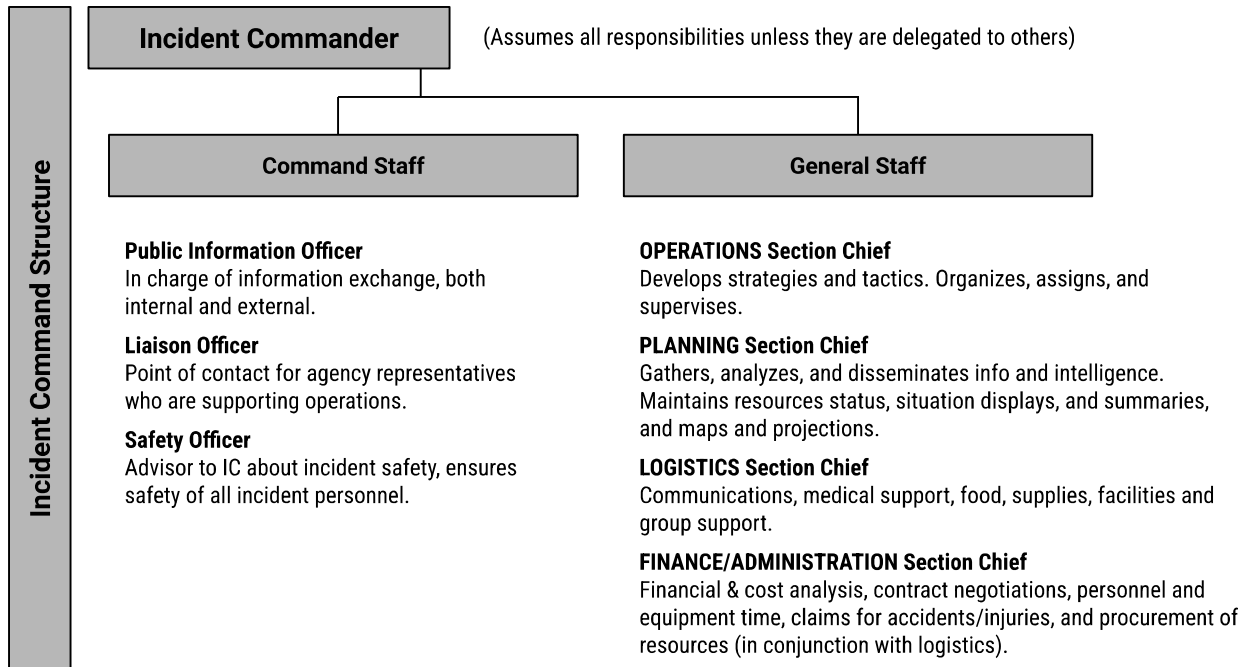 Incident Command Structure
Incident Commander
(Assumes all responsibilities unless they are delegated to others)
Command Staff
Public Information Officer
In charge of information exchange, both
internal and external.
Liaison Officer
Point of contact for agency representatives
who are supporting operations.
Safety Officer
Advisor to IC about incident safety, ensures
safety of all incident personnel.
General Staff
OPERATIONS Section Chief
Develops strategies and tactics. Organizes, assigns, and
supervises.
PLANNING Section Chief
Gathers, analyzes, and disseminates info and intelligence.
Maintains resources status, situation displays, and summaries,
and maps and projections.
LOGISTICS Section Chief
Communications, medical support, food, supplies, facilities and
group support.
FINANCE/ADMINISTRATION Section Chief
Financial & cost analysis, contract negotiations, personnel and
equipment time, claims for accidents/injuries, and procurement of
resources (in conjunction with logistics).